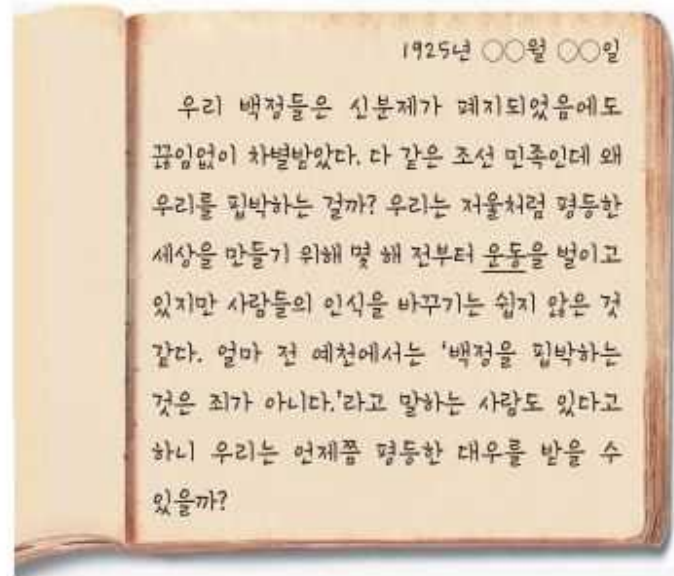 1925년 ○○월 ○○일
우리 백정들은 신분제가 폐지되었음에도
끊임없이 차별받았다. 다 같은 조선 민족인데 왜
우리를 핍박하는 걸까? 우리는 저울처럼 평등한
세상을 만들기 위해 몇 해 전부터 운동을 벌이고
있지만 사람들의 인식을 바꾸기는 쉽지 않은 것
같다. 얼마 전 예천에서는 '백정을 핍박하는
것은 죄가 아니다.'라고 말하는 사람도 있다고
하니 우리는 언제쯤 평등한 대우를 받을 수
있을까?